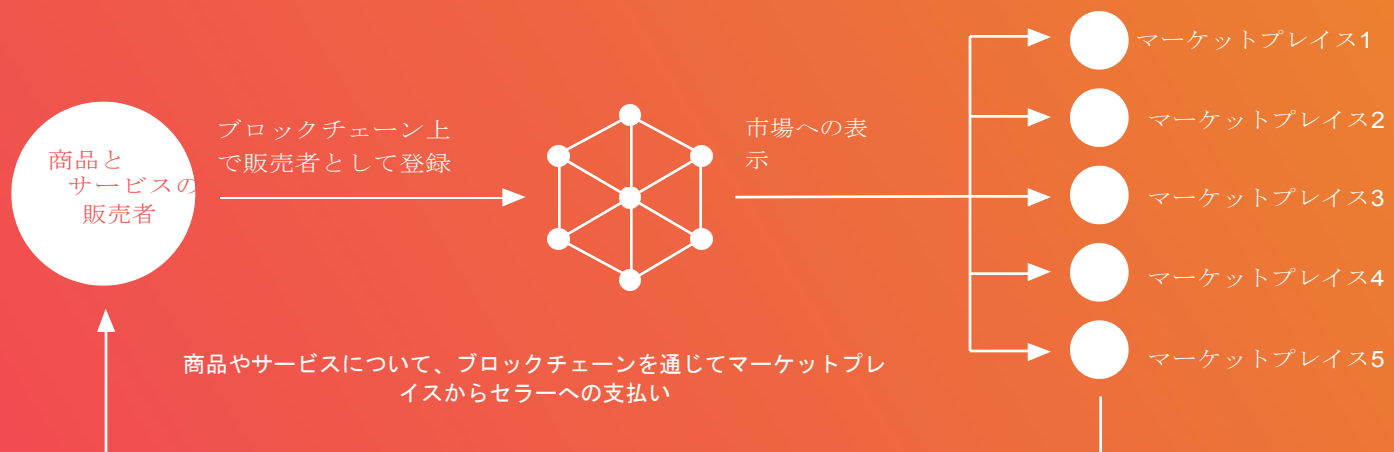 商品と
サービスの
販売者
ブロックチェーン上
で販売者として登録
市場への表
示
マーケットプレイス1
マーケットプレイス2
マーケットプレイス3
マーケットプレイス4
マーケットプレイス5
商品やサービスについて、ブロックチェーンを通じてマーケットプレ
イスからセラーへの支払い